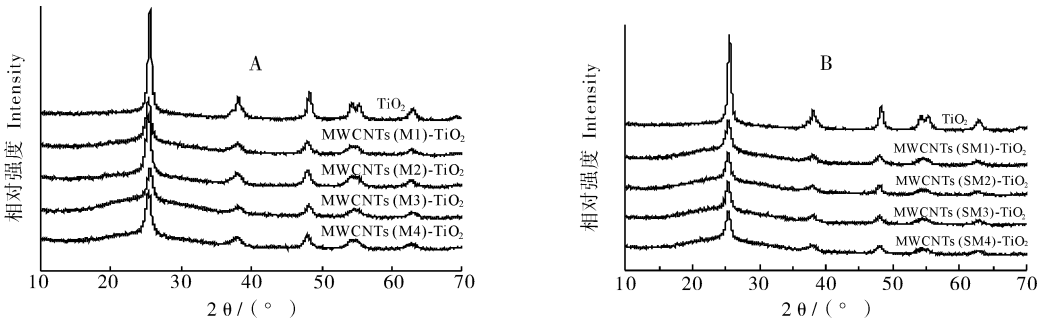 A
相对强度 Intensity
TiO2
MWCNTs (M1)-TiO2
MWCNTs (M2)-TiO2
MWCNTs (M3)-TiO2
MWCNTs (M4)-TiO2
10 20 30 40 50 60 70
2 θ / ( ° )
B
相对强度 Intensity
TiO2
MWCNTs (SM1)-TiO2
MWCNTs (SM2)-TiO2
MWCNTs (SM3)-TiO2
MWCNTs (SM4)-TiO2
10 20 30 40 50 60 70
2 θ / ( ° )